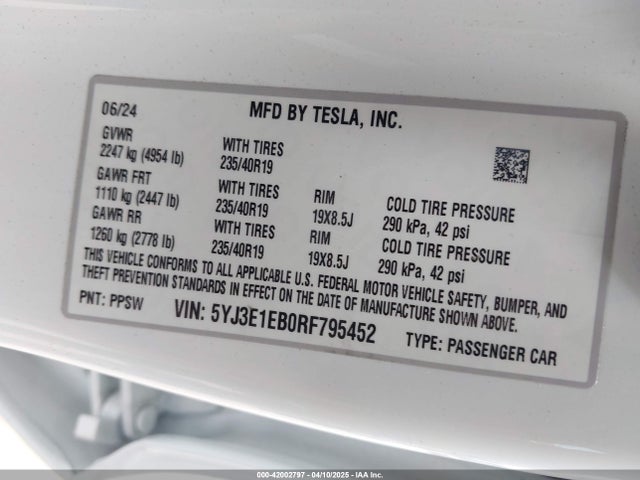 06/24 MFD BY TESLA, INC.
GVWR
2247 kg (4954 lb) WITH TIRES 235/40R19
GAWR FRT
1110 kg (2447 lb) WITH TIRES 235/40R19 RIM 19X8.5J COLD TIRE PRESSURE 290 kPa, 42 psi
GAWR RR
1260 kg (2778 lb) WITH TIRES 235/40R19 RIM 19X8.5J COLD TIRE PRESSURE 290 kPa, 42 psi
THIS VEHICLE CONFORMS TO ALL APPLICABLE U.S. FEDERAL MOTOR VEHICLE SAFETY, BUMPER, AND
THEFT PREVENTION STANDARDS IN EFFECT ON THE DATE OF MANUFACTURE SHOWN ABOVE.
PNT: PPSW VIN: 5YJ3E1EB0RF795452 TYPE: PASSENGER CAR
000-42002797 - 04/10/2025 - IAA Inc.